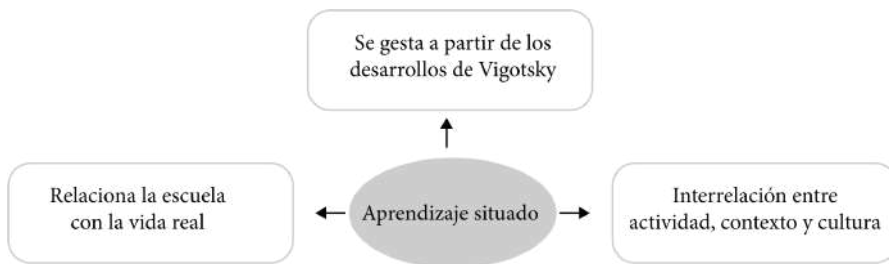 Se gesta a partir de los
desarrollos de Vigotsky
Relaciona la escuela
con la vida real
Aprendizaje situado
Interrelación entre
actividad, contexto y cultura